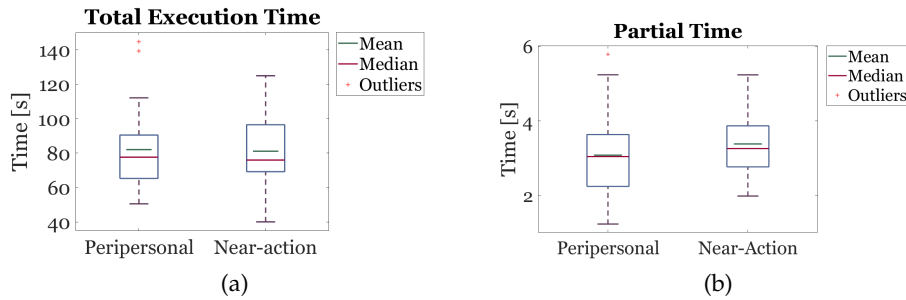 Total Execution Time
Time [s]
140
120
100
80
60
40
Peripersonal Near-action
Mean
Median
Outliers
(a)
Partial Time
Time [s]
6
4
2
Peripersonal Near-Action
Mean
Median
Outliers
(b)